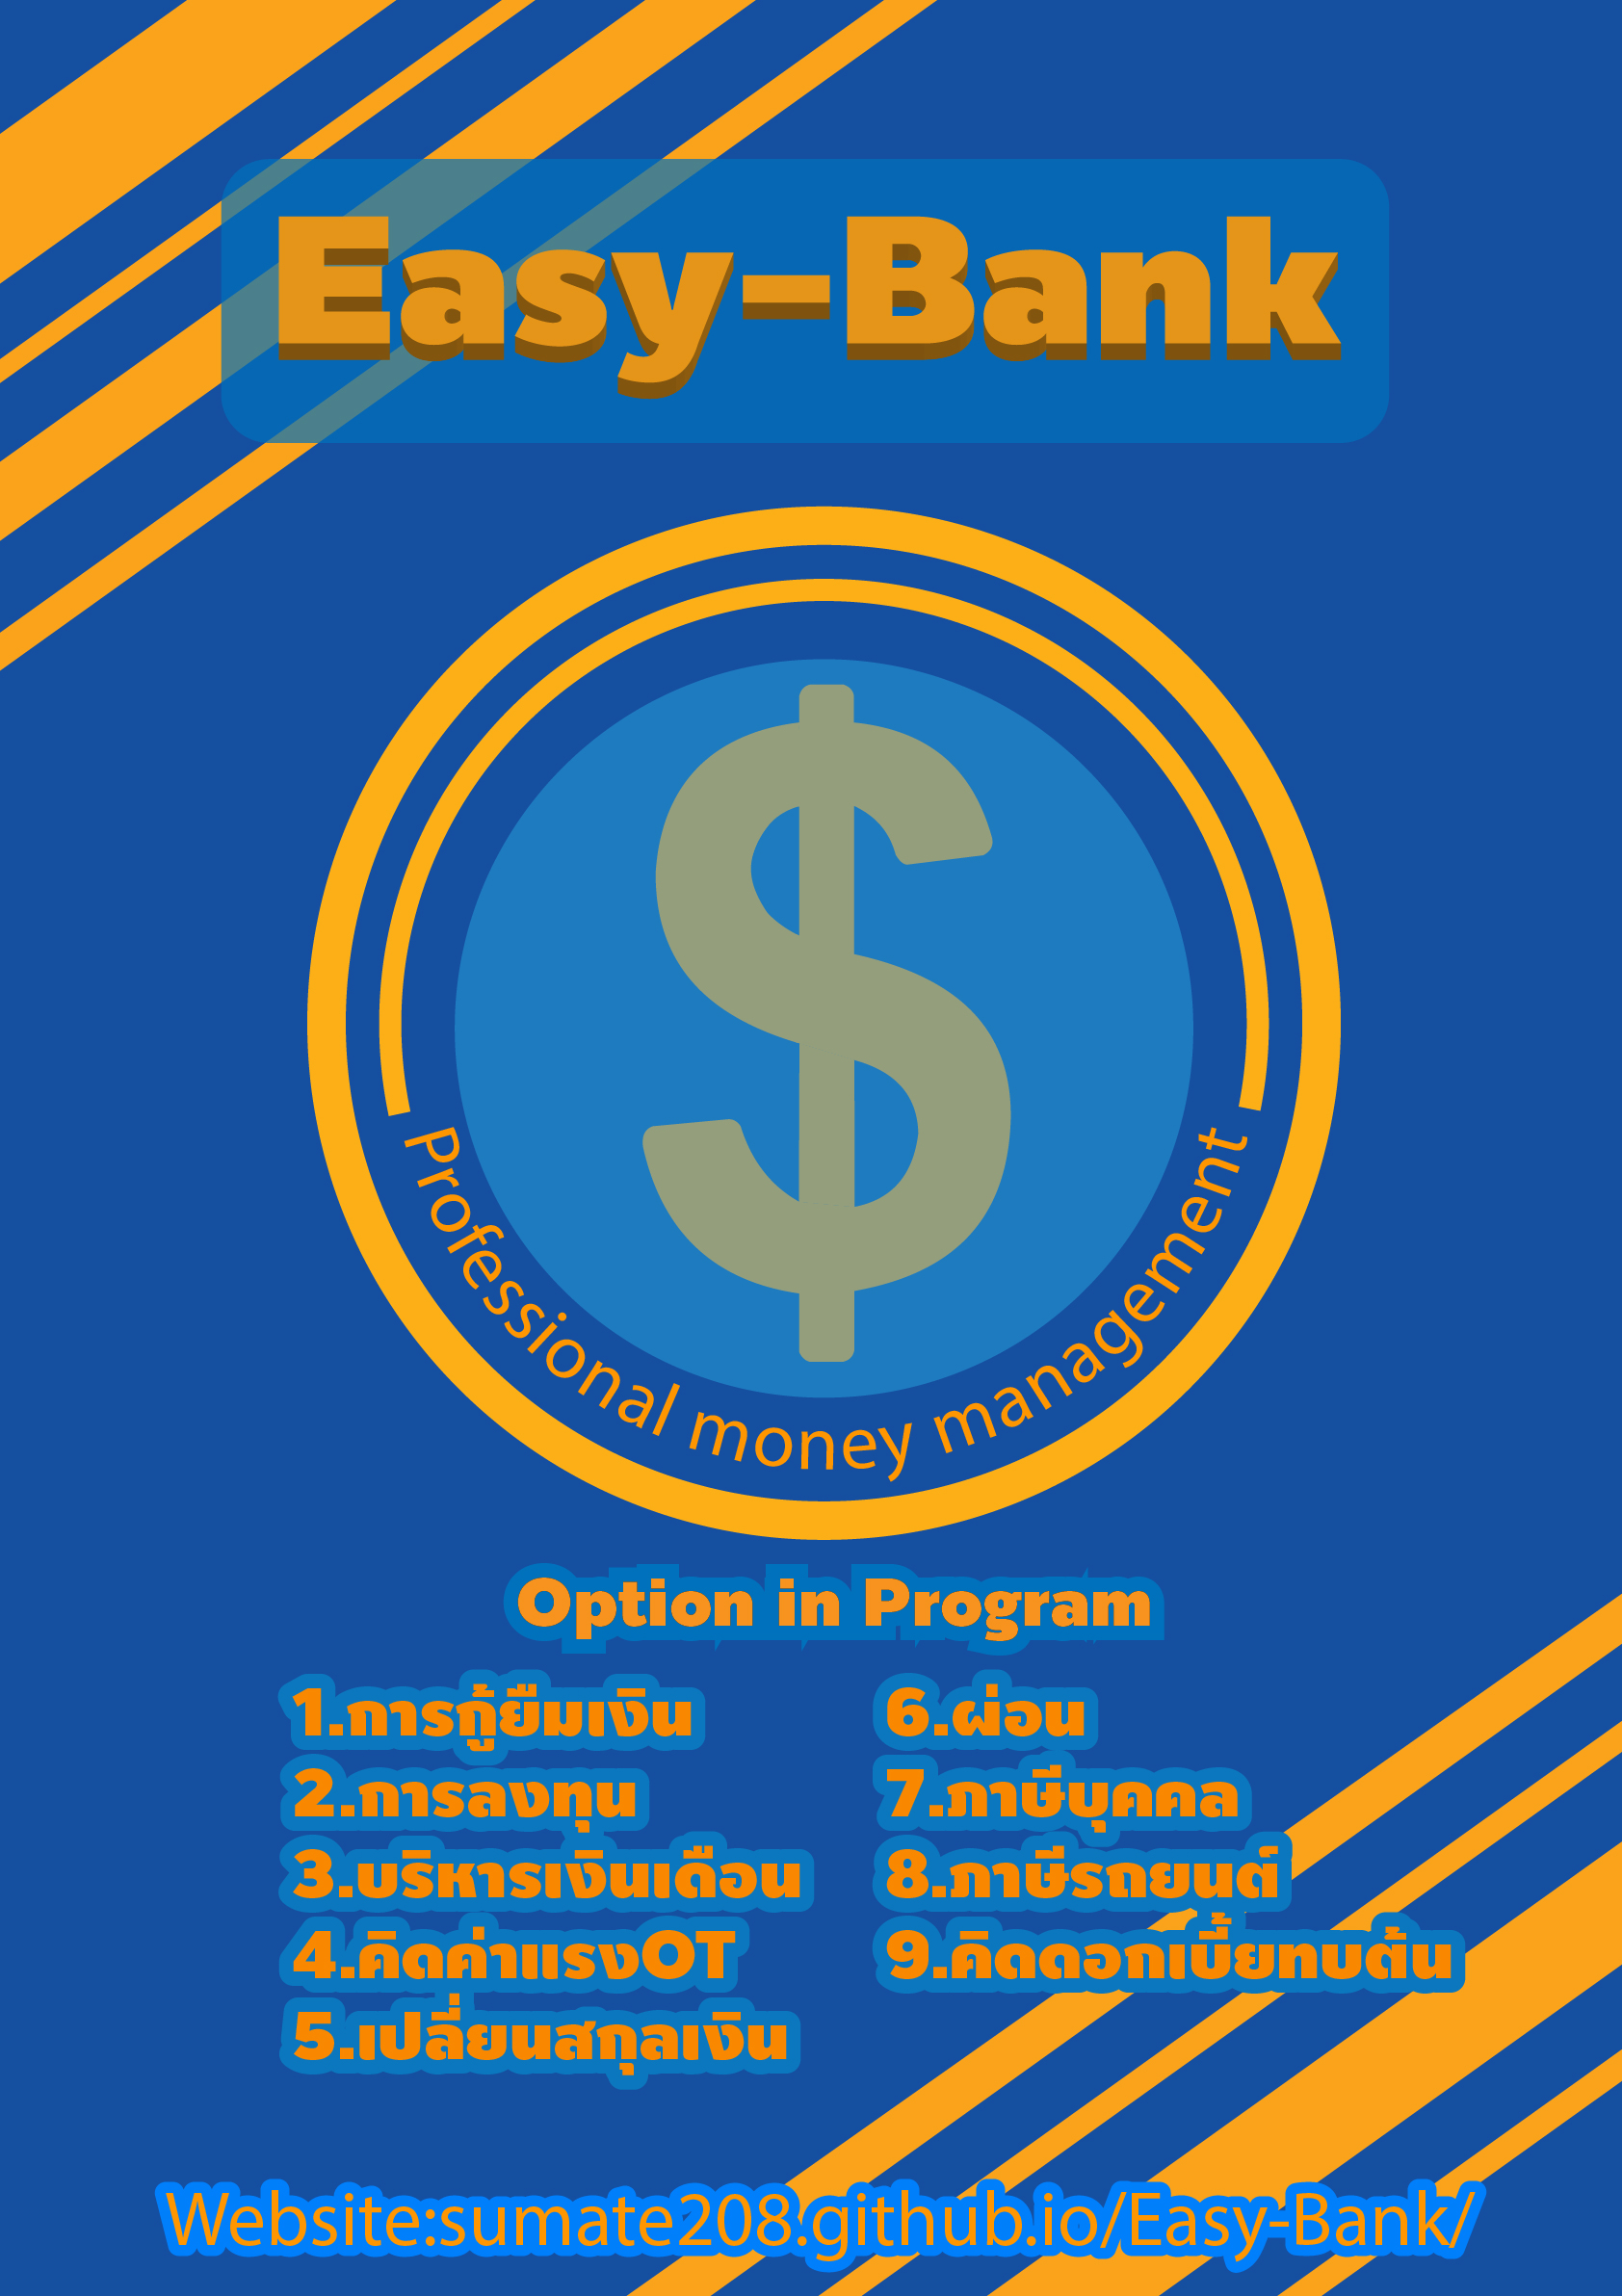 Easy-Bank
Professional money management
Option in Program
1.การกู้ยืมเงิน
2.การลงทุน
3.บริหารเงินเดือน
4.คิดค่าแรงOT
5.เปลี่ยนสกุลเงิน
6.ผ่อน
7.ภาษีบุคคล
8.ภาษีรถยนต์
9.คิดดอกเบี้ยทบต้น
Website:sumate208.github.io/Easy-Bank/